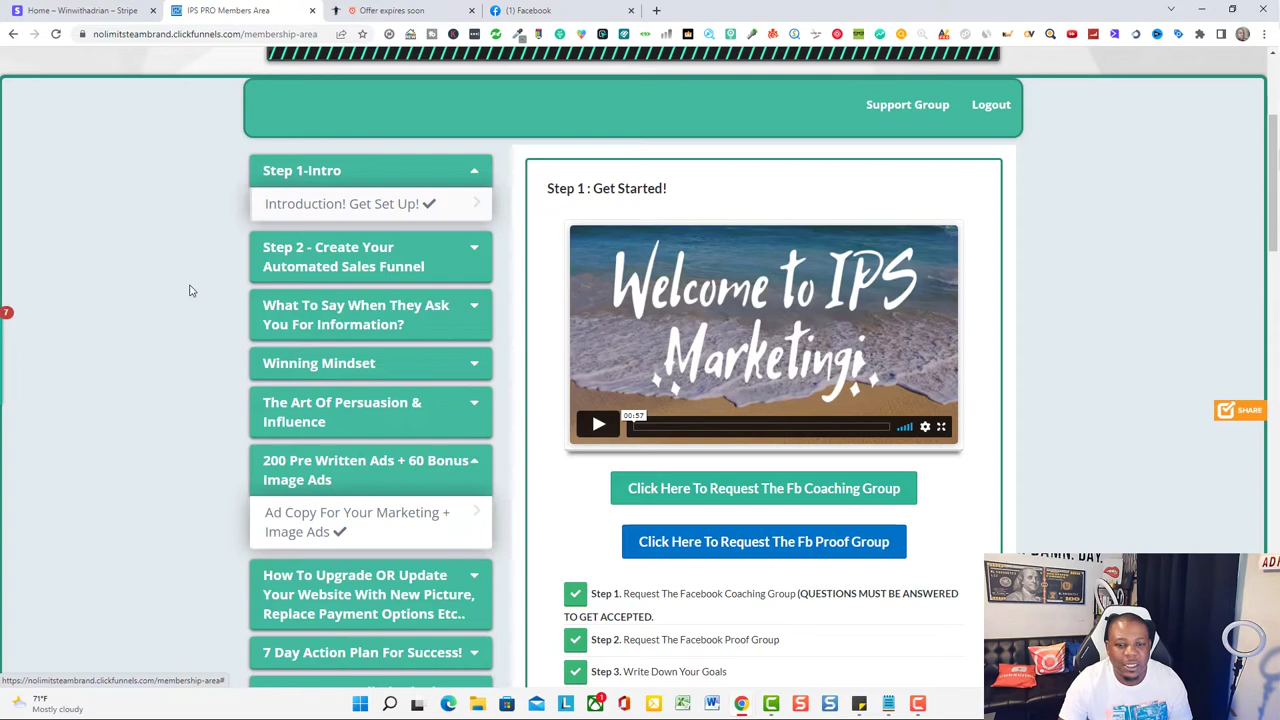 Home – Winwithadrian – Stripe
IPS PRO Members Area
Offer expires soon
(1) Facebook
nolimitsteambrand.clickfunnels.com/membership-area
Support Group
Logout
Step 1-Intro
Introduction! Get Set Up!
Step 2 - Create Your
Automated Sales Funnel
What To Say When They Ask
You For Information?
Winning Mindset
The Art Of Persuasion &
Influence
200 Pre Written Ads + 60 Bonus
Image Ads
Ad Copy For Your Marketing +
Image Ads
How To Upgrade OR Update
Your Website With New Picture,
Replace Payment Options Etc..
7 Day Action Plan For Success!
Step 1 : Get Started!
Welcome to IPS
Marketing
00:57
Click Here To Request The Fb Coaching Group
Click Here To Request The Fb Proof Group
Step 1. Request The Facebook Coaching Group (QUESTIONS MUST BE ANSWERED
TO GET ACCEPTED.
Step 2. Request The Facebook Proof Group
Step 3. Write Down Your Goals
7
SHARE
https://nolimitsteambrand.clickfunnels.com/membership-area#
71°F
Mostly cloudy